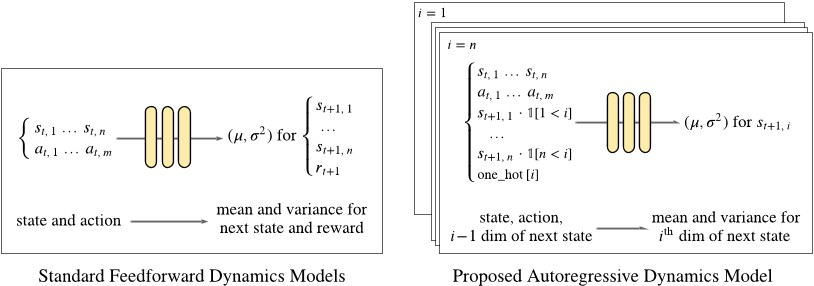 s_{t, 1} … s_{t, n}
a_{t, 1} … a_{t, m}
(μ, σ²) for
s_{t+1, 1}
…
s_{t+1, n}
r_{t+1}
state and action
mean and variance for
next state and reward
Standard Feedforward Dynamics Models
i = 1
i = n
s_{t, 1} … s_{t, n}
a_{t, 1} … a_{t, m}
s_{t+1, 1} · 𝟙[1 < i]
…
s_{t+1, n} · 𝟙[n < i]
one_hot [i]
(μ, σ²) for s_{t+1, i}
state, action,
i−1 dim of next state
mean and variance for
i^{th} dim of next state
Proposed Autoregressive Dynamics Model